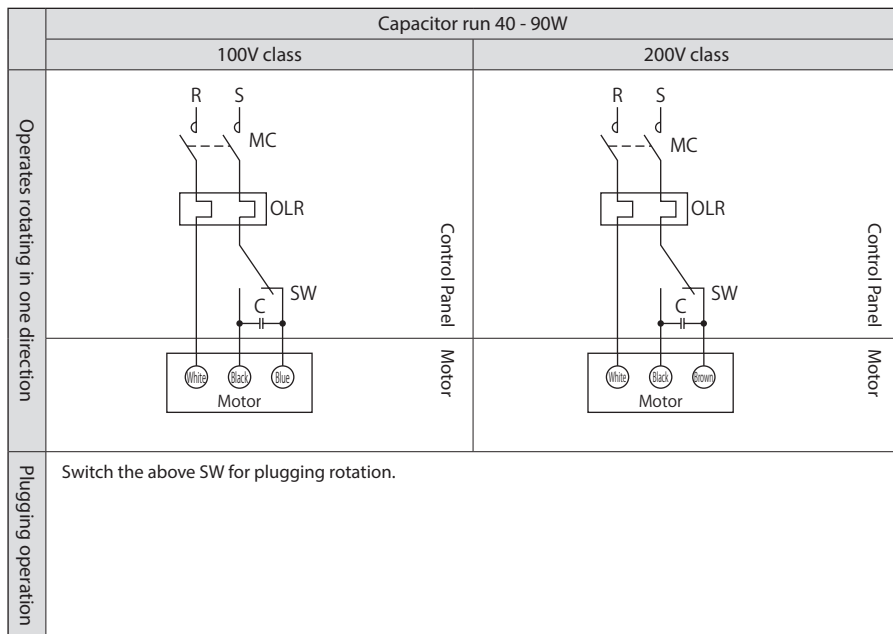 Capacitor run 40 - 90W
100V class
200V class
Operates rotating in one direction
R S
MC
OLR
SW
C
Control Panel
White Black Blue
Motor
Motor
R S
MC
OLR
SW
C
Control Panel
White Black Brown
Motor
Motor
Plugging operation
Switch the above SW for plugging rotation.